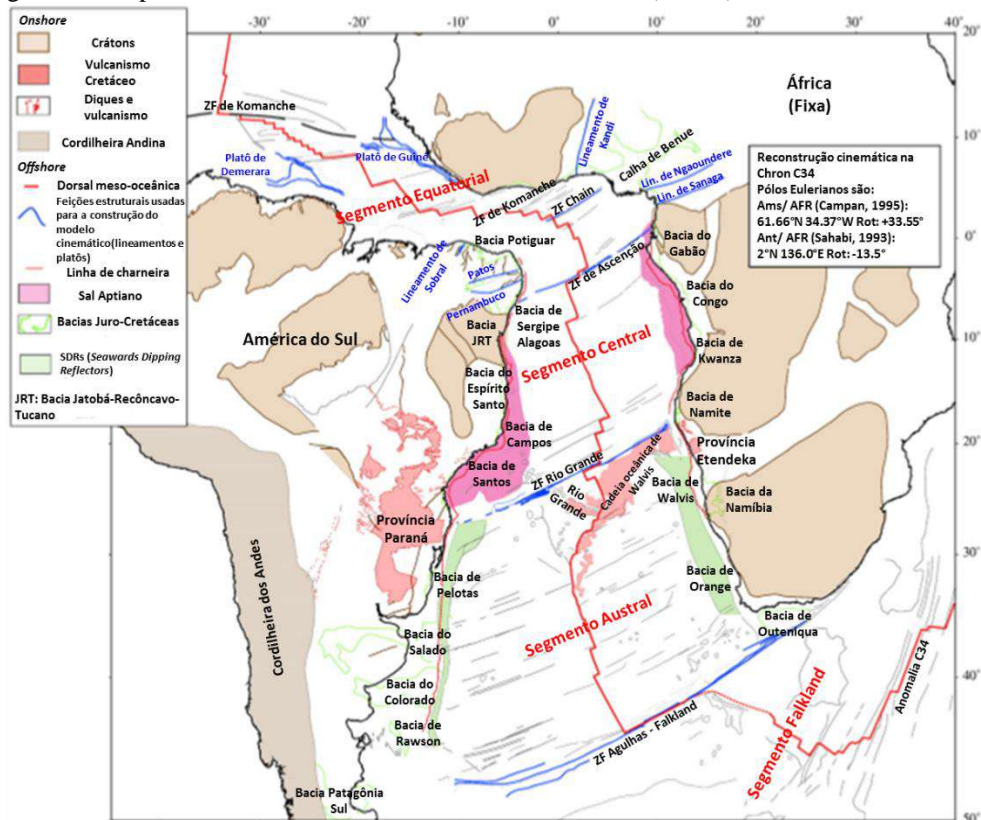 Onshore
Crátons
Vulcanismo
Cretáceo
Diques e
vulcanismo
Cordilheira Andina
Offshore
Dorsal meso-oceânica
Feições estruturais usadas
para a construção do
modelo
cinemático(lineamentos e
platôs)
Linha de charneira
Sal Aptiano
Bacias Juro-Cretáceas
SDRs (Seawards Dipping
Reflectors)
JRT: Bacia Jatobá-Recôncavo-
Tucano
-30°
-20°
-10°
0°
10°
20°
30°
40°
20°
10°
0°
10°
20°
30°
40°
50°
África
(Fixa)
Reconstrução cinemática na
Chron C34
Pólos Eulerianos são:
Ams/ AFR (Campan, 1995):
61.66°N 34.37°W Rot: +33.55°
Ant/ AFR (Sahabi, 1993):
2°N 136.0°E Rot: -13.5°
ZF de Komanche
Platô de
Demerara
Platô de Guiné
Segmento Equatorial
ZF de Komanche
ZF Chain
Lineamento de
Kandi
Calha de Benue
Lin. de Ngaoundere
Lin. de Sanaga
Bacia Potiguar
Lineamento de
Sobral
Patos
Pernambuco
ZF de Ascenção
Bacia do
Gabão
Bacia do
Congo
Bacia de
Kwanza
Bacia de
Namite
América do Sul
Bacia
JRT
Bacia de
Sergipe
Alagoas
Segmento Central
Bacia do
Espírito
Santo
Bacia de
Campos
Bacia de
Santos
ZF Rio Grande
Rio
Grande
Cadeia oceânica de
Walvis
Província
Etendeka
Bacia de
Walvis
Bacia da
Namíbia
Província
Paraná
Bacia de
Pelotas
Bacia de
Orange
Bacia de
Outeniqua
Segmento Austral
Cordilheira dos Andes
Bacia do
Salado
Bacia do
Colorado
Bacia de
Rawson
Bacia Patagônia
Sul
ZF Agulhas - Falkland
Segmento Falkland
Anomalia C34